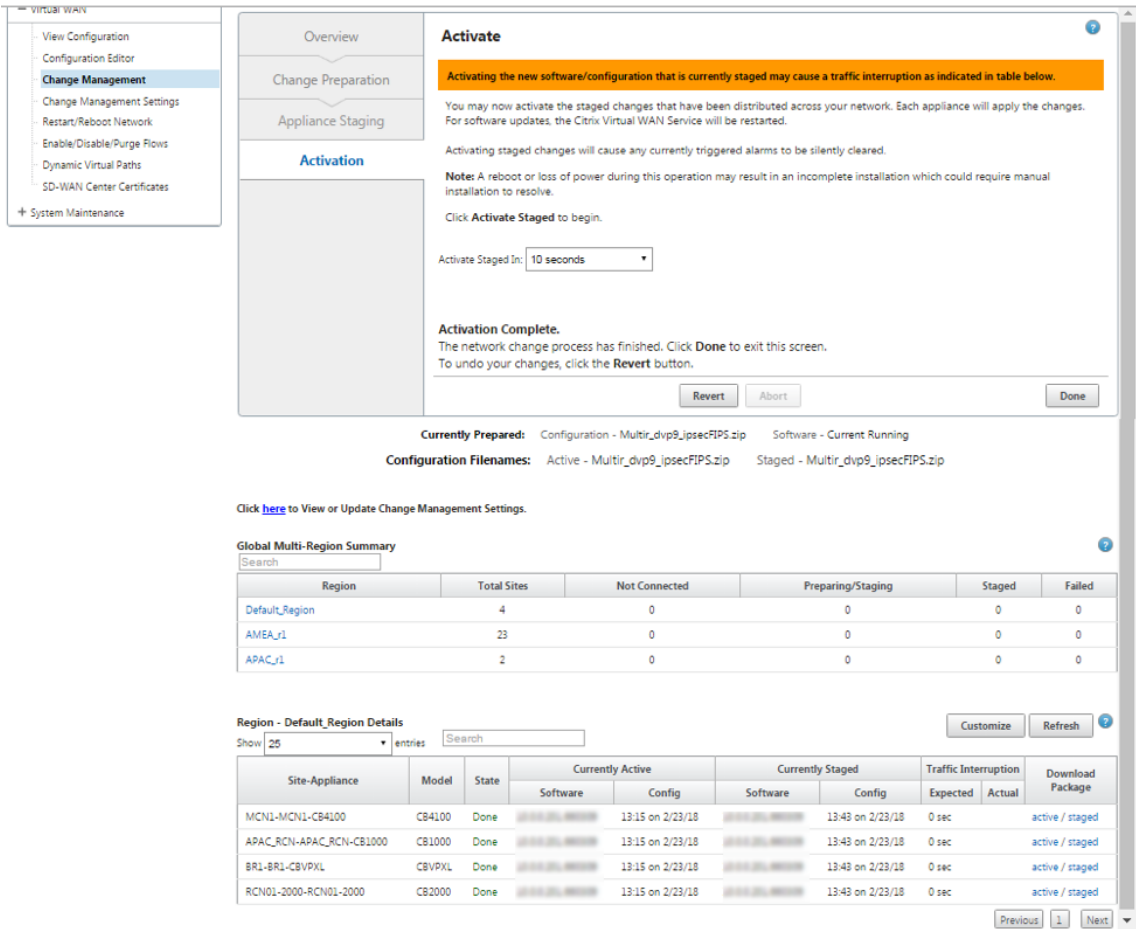 Virtual WAN
View Configuration
Configuration Editor
Change Management
Change Management Settings
Restart/Reboot Network
Enable/Disable/Purge Flows
Dynamic Virtual Paths
SD-WAN Center Certificates
+ System Maintenance
Overview
Change Preparation
Appliance Staging
Activation
Activate
?
Activating the new software/configuration that is currently staged may cause a traffic interruption as indicated in table below.
You may now activate the staged changes that have been distributed across your network. Each appliance will apply the changes.
For software updates, the Citrix Virtual WAN Service will be restarted.
Activating staged changes will cause any currently triggered alarms to be silently cleared.
Note: A reboot or loss of power during this operation may result in an incomplete installation which could require manual
installation to resolve.
Click Activate Staged to begin.
Activate Staged In: 10 seconds
Activation Complete.
The network change process has finished. Click Done to exit this screen.
To undo your changes, click the Revert button.
Revert Abort Done
Currently Prepared: Configuration - Multir_dvp9_ipsecFIPS.zip Software - Current Running
Configuration Filenames: Active - Multir_dvp9_ipsecFIPS.zip Staged - Multir_dvp9_ipsecFIPS.zip
Click here to View or Update Change Management Settings.
Global Multi-Region Summary ?
Search
Region Total Sites Not Connected Preparing/Staging Staged Failed
Default_Region 4 0 0 0 0
AMEA_r1 23 0 0 0 0
APAC_r1 2 0 0 0 0
Region - Default_Region Details Customize Refresh ?
Show 25 entries Search
Site-Appliance Model State Currently Active Currently Staged Traffic Interruption Download Package
Software Config Software Config Expected Actual
MCN1-MCN1-CB4100 CB4100 Done 13:15 on 2/23/18 13:43 on 2/23/18 0 sec active / staged
APAC_RCN-APAC_RCN-CB1000 CB1000 Done 13:15 on 2/23/18 13:43 on 2/23/18 0 sec active / staged
BR1-BR1-CBVPXL CBVPXL Done 13:15 on 2/23/18 13:43 on 2/23/18 0 sec active / staged
RCN01-2000-RCN01-2000 CB2000 Done 13:15 on 2/23/18 13:43 on 2/23/18 0 sec active / staged
Previous 1 Next